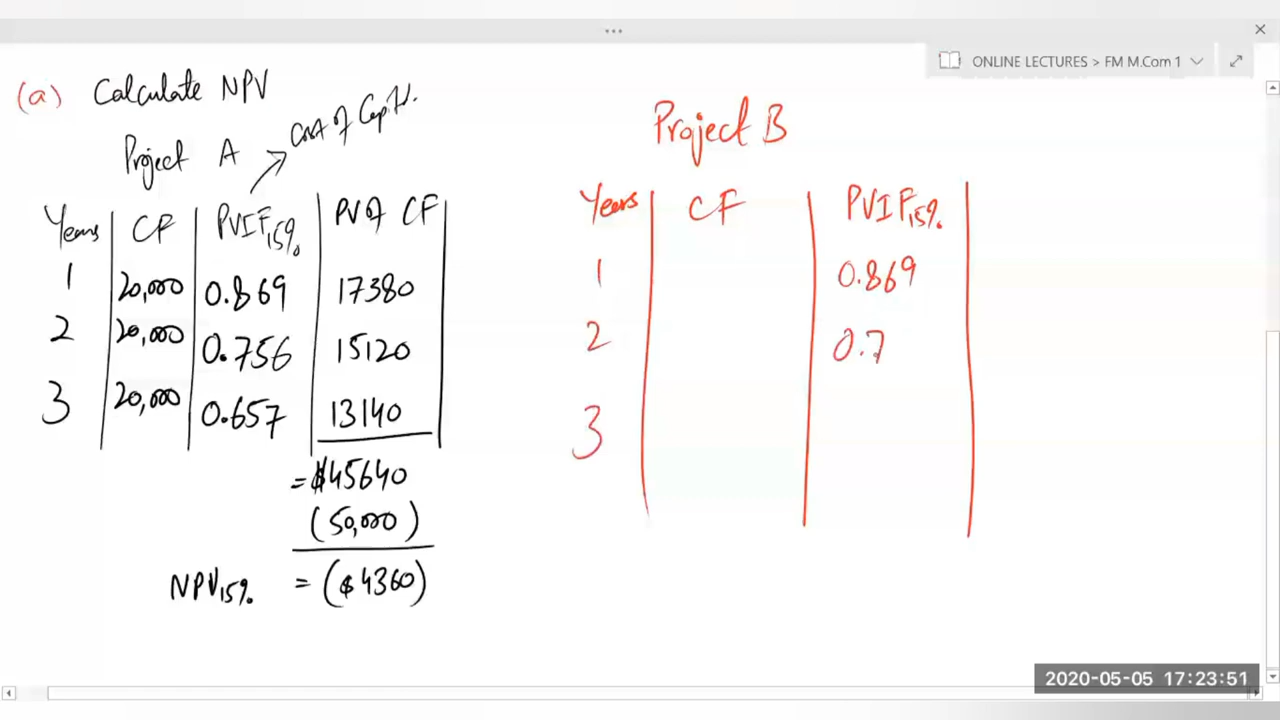 ONLINE LECTURES > FM M.Com 1
(a) Calculate NPV
Cost of Capital.
Project A
Years CF PVIF15%. PV of CF
1 20,000 0.869 17380
2 20,000 0.756 15120
3 20,000 0.657 13140
= $45640
(50,000)
NPV15%. = ($4360)
Project B
Years CF PVIF15%.
1 0.869
2 0.7
3
2020-05-05 17:23:51